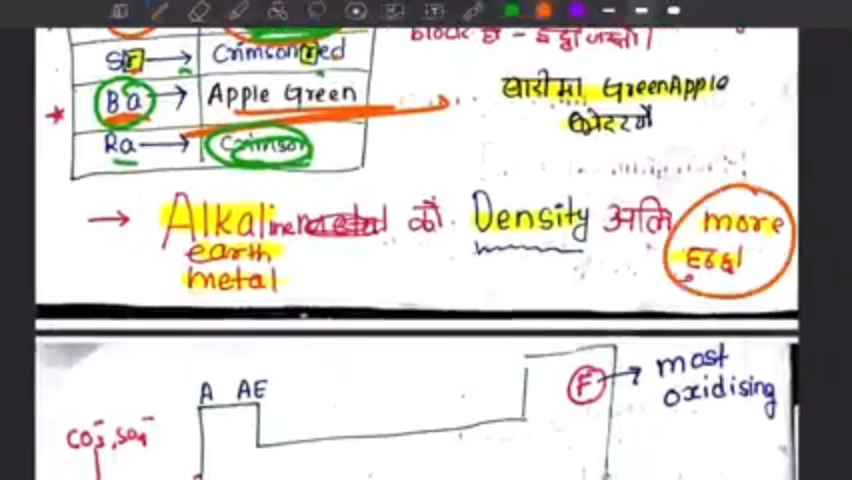 Sr → Crimson red
Ba → Apple Green
Ra → Crimson
बारीमा GreenApple
→ Alkaline earth metal को Density अलि more हुन्छ।
A AE
F → most oxidising
CO₃⁻, SO₄⁻